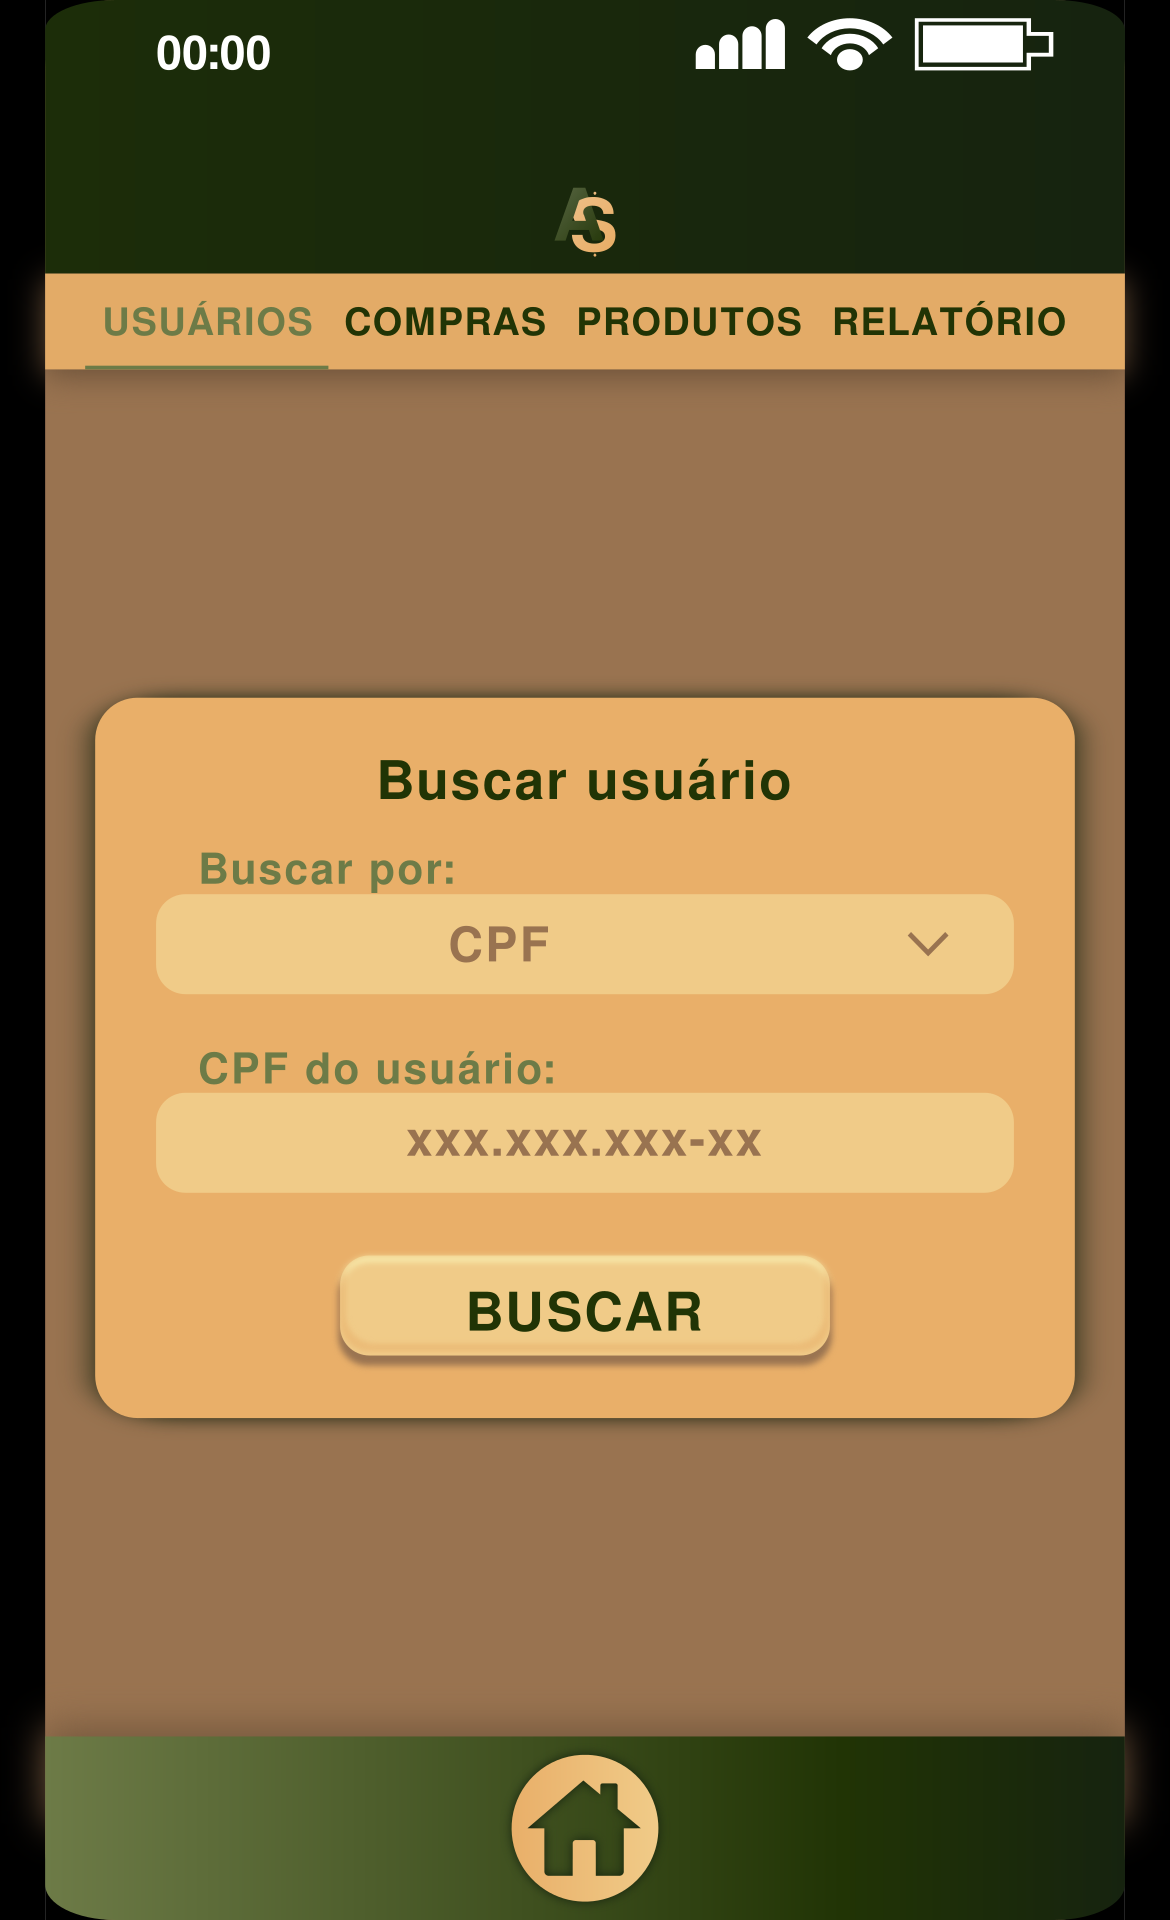 00:00
AS
USUÁRIOS COMPRAS PRODUTOS RELATÓRIO
Buscar usuário
Buscar por:
CPF
CPF do usuário:
xxx.xxx.xxx-xx
BUSCAR